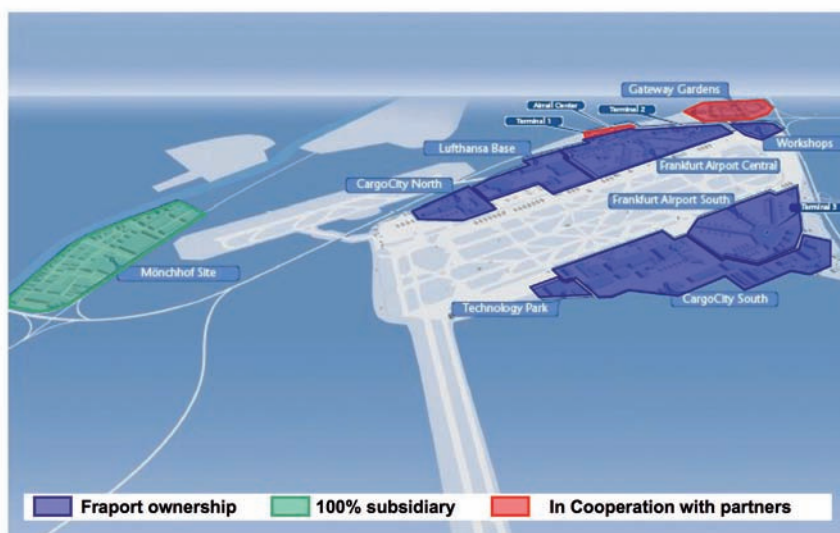 Gateway Gardens
Airrail Center
Terminal 2
Terminal 1
Workshops
Lufthansa Base
Frankfurt Airport Central
CargoCity North
Frankfurt Airport South
Terminal 3
Mönchhof Site
Technology Park
CargoCity South
Fraport ownership
100% subsidiary
In Cooperation with partners